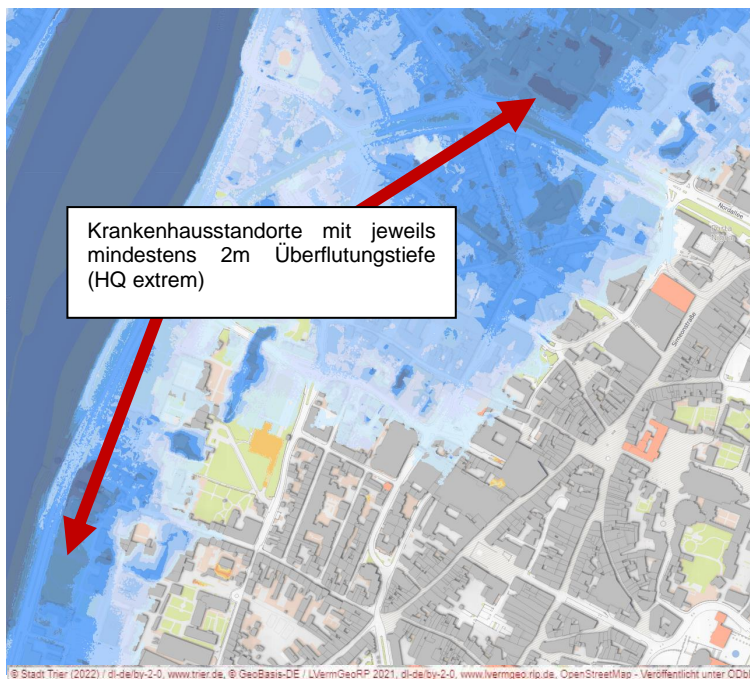 Krankenhausstandorte mit jeweils
mindestens 2m Überflutungstiefe
(HQ extrem)
Nordallee
Simeonstraße
© Stadt Trier (2022) / dl-de/by-2-0, www.trier.de, © GeoBasis-DE / LVermGeoRP 2021, dl-de/by-2-0, www.lvermgeo.rlp.de, OpenStreetMap - Veröffentlicht unter ODbL